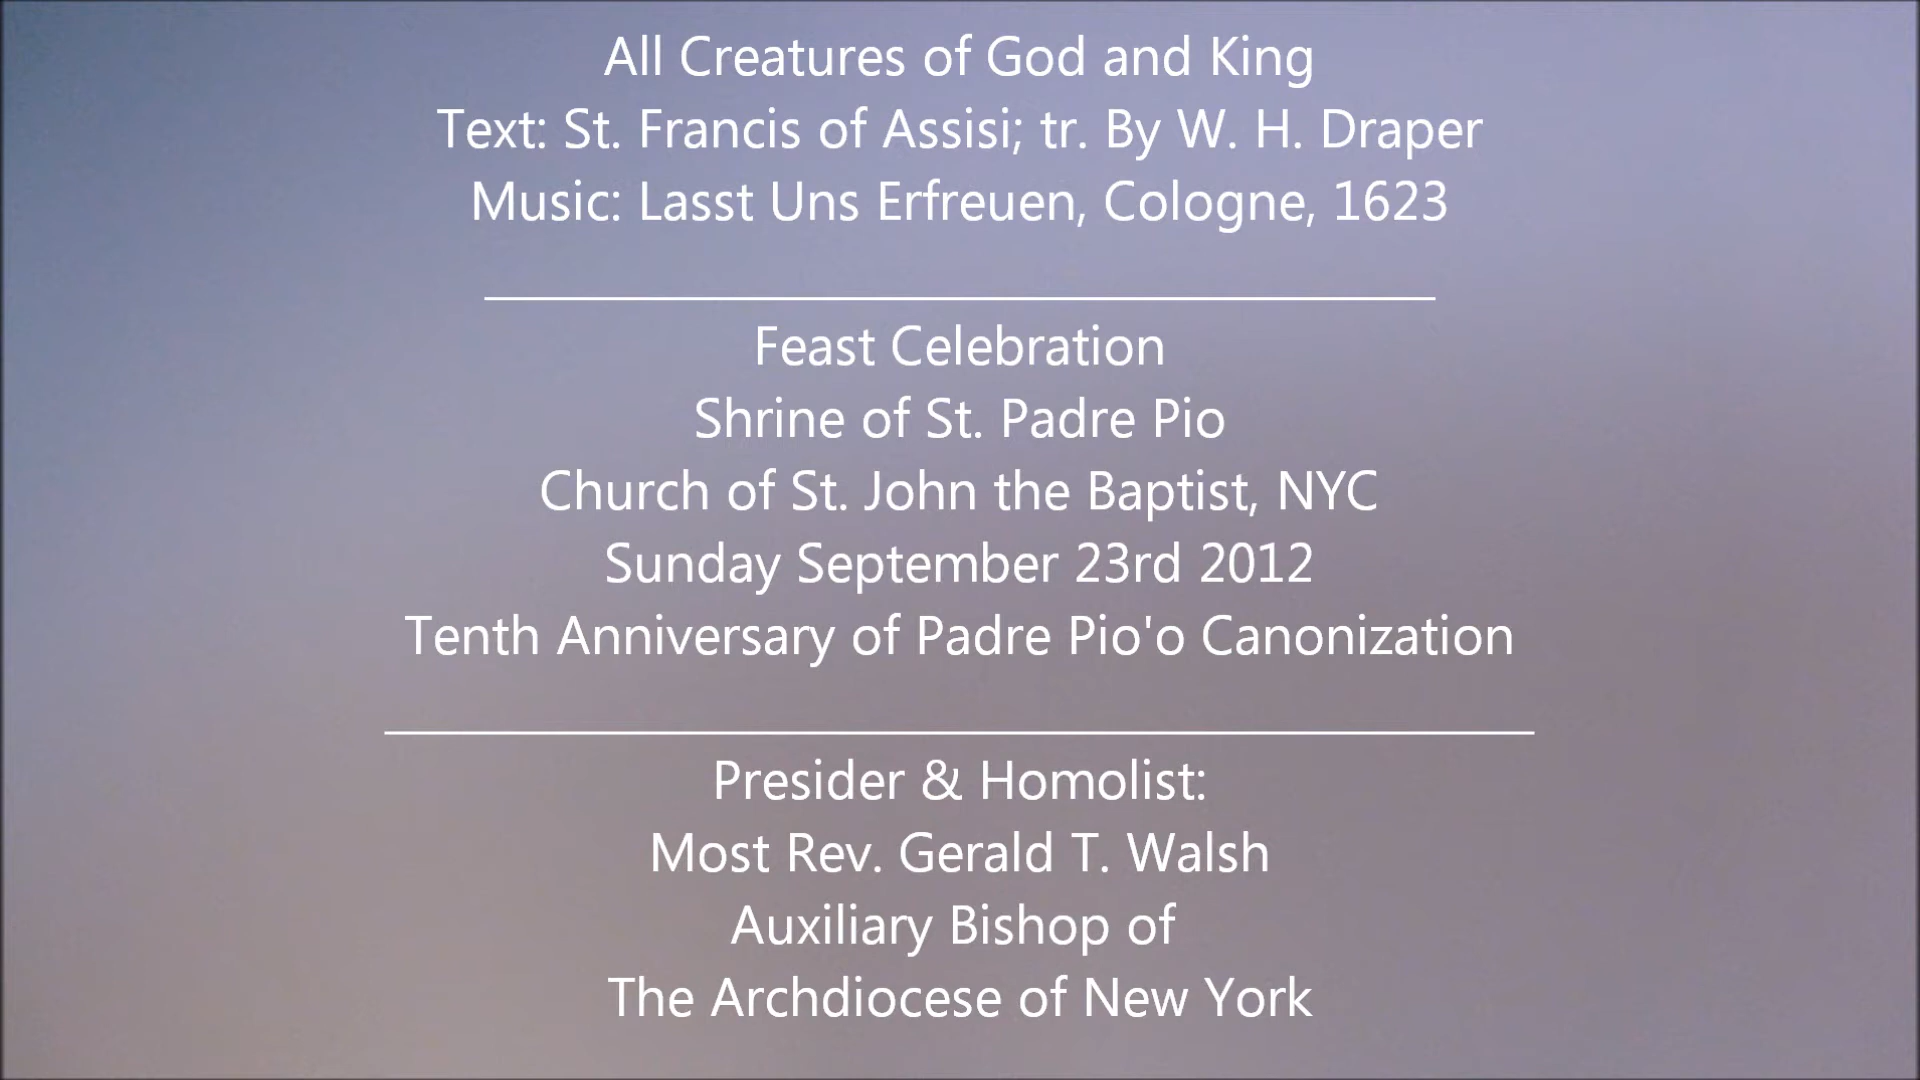 All Creatures of God and King
Text: St. Francis of Assisi; tr. By W. H. Draper
Music: Lasst Uns Erfreuen, Cologne, 1623
Feast Celebration
Shrine of St. Padre Pio
Church of St. John the Baptist, NYC
Sunday September 23rd 2012
Tenth Anniversary of Padre Pio'o Canonization
Presider & Homolist:
Most Rev. Gerald T. Walsh
Auxiliary Bishop of
The Archdiocese of New York